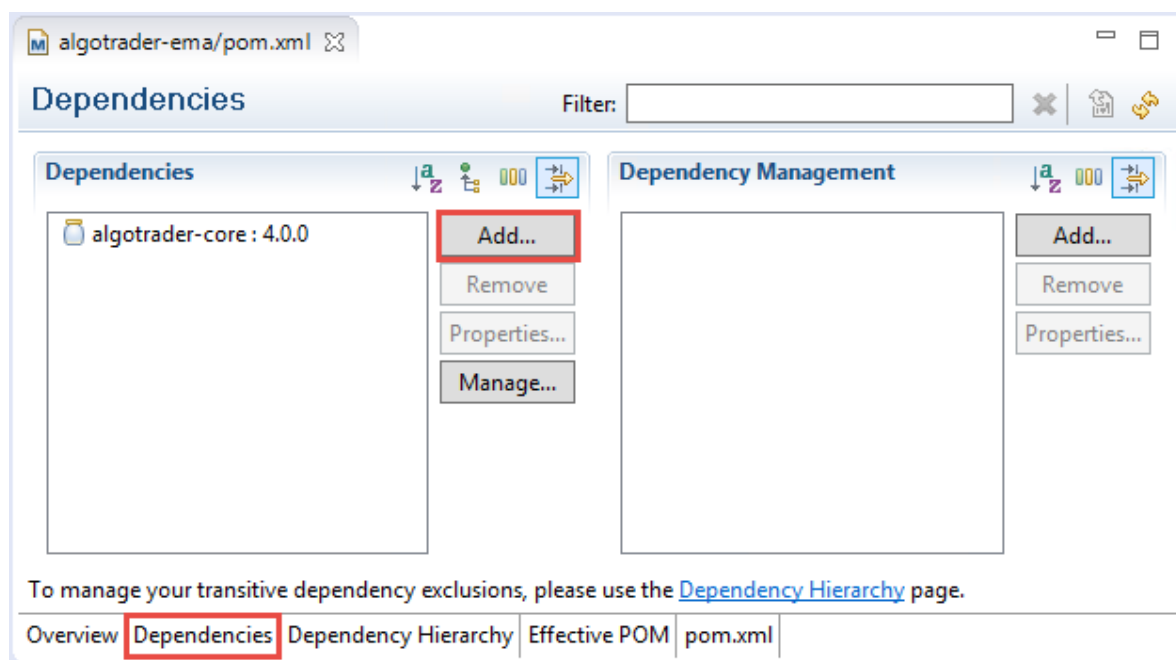 algotrader-ema/pom.xml
Dependencies
Filter:
Dependencies
Dependency Management
algotrader-core : 4.0.0
Add...
Remove
Properties...
Manage...
Add...
Remove
Properties...
To manage your transitive dependency exclusions, please use the Dependency Hierarchy page.
Overview Dependencies Dependency Hierarchy Effective POM pom.xml